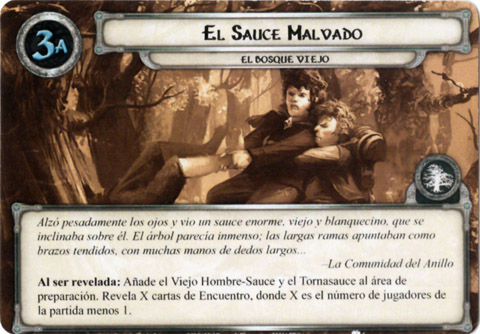 3A
El Sauce Malvado
El Bosque Viejo
Alzó pesadamente los ojos y vio un sauce enorme, viejo y blanquecino, que se
inclinaba sobre él. El árbol parecía inmenso; las largas ramas apuntaban como
brazos tendidos, con muchas manos de dedos largos...
–La Comunidad del Anillo
Al ser revelada: Añade el Viejo Hombre-Sauce y el Tornasauce al área de
preparación. Revela X cartas de Encuentro, donde X es el número de jugadores de
la partida menos 1.